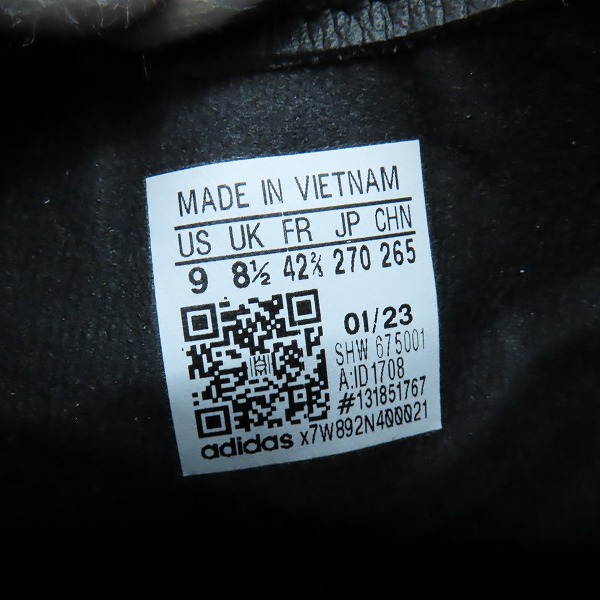 MADE IN VIETNAM
US UK FR JP CHN
9 8½ 42⅔ 270 265
01/23
SHW 675001
A:ID1708
#131851767
adidas x7W892N400021